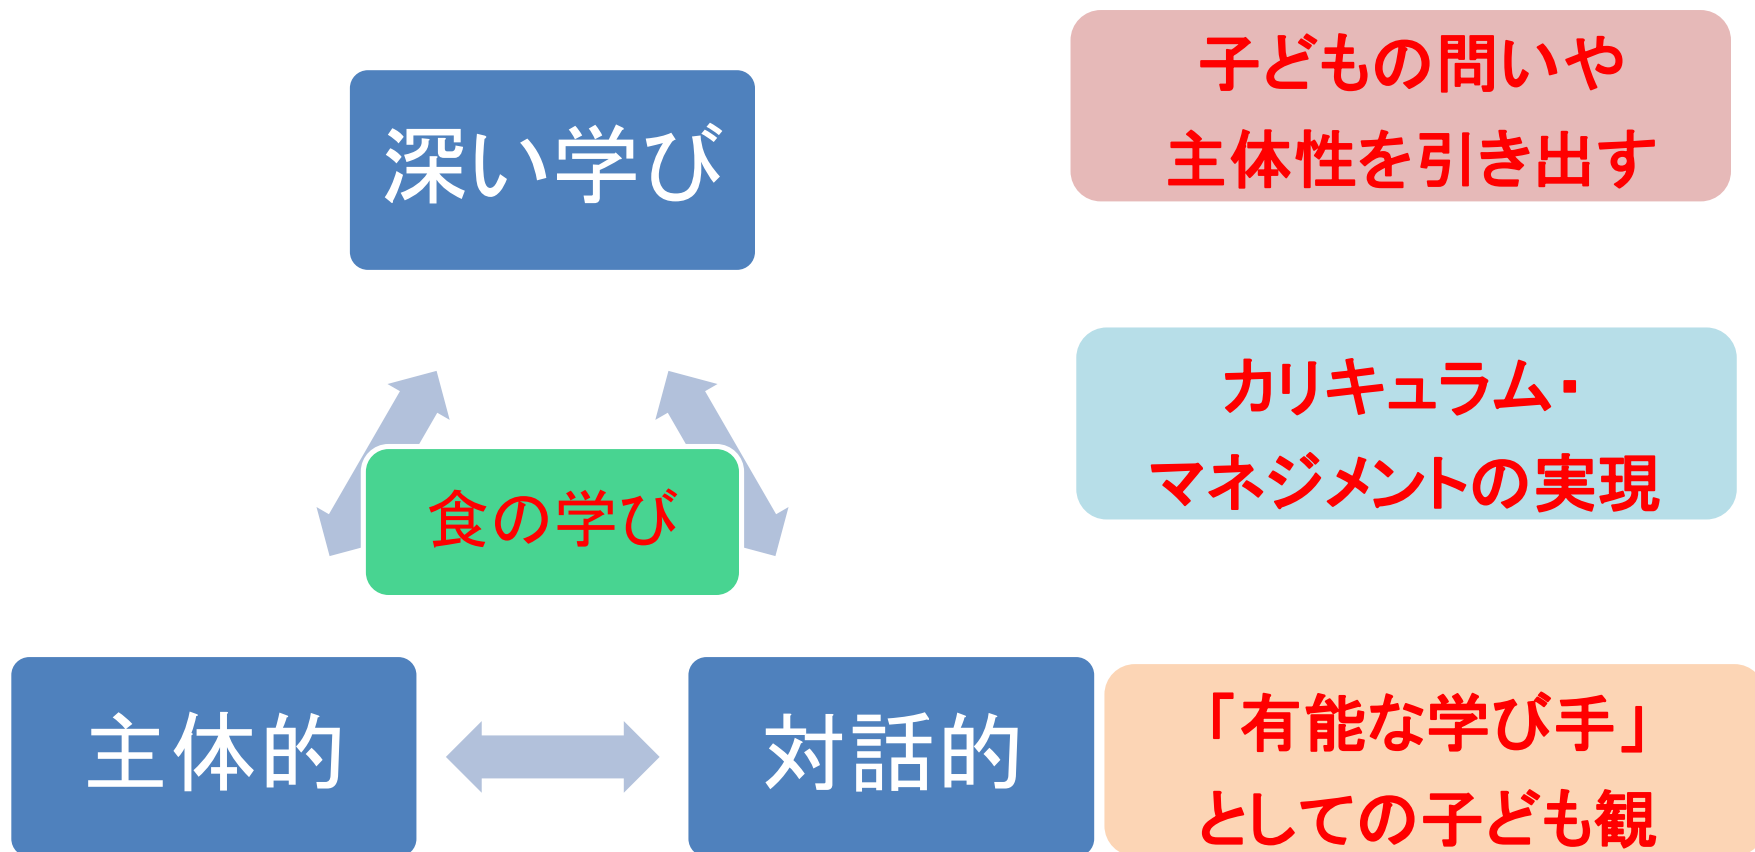 深い学び
食の学び
主体的
対話的
子どもの問いや
主体性を引き出す
カリキュラム・
マネジメントの実現
「有能な学び手」
としての子ども観